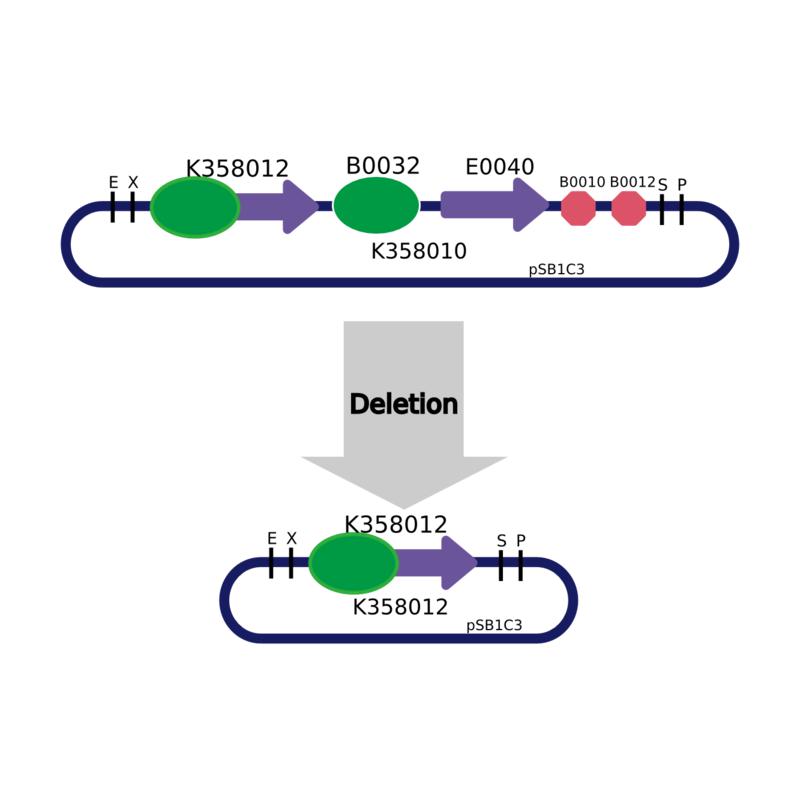 K358012 B0032 E0040
E X B0010 B0012 S P
K358010
pSB1C3
Deletion
K358012
E X S P
K358012
pSB1C3